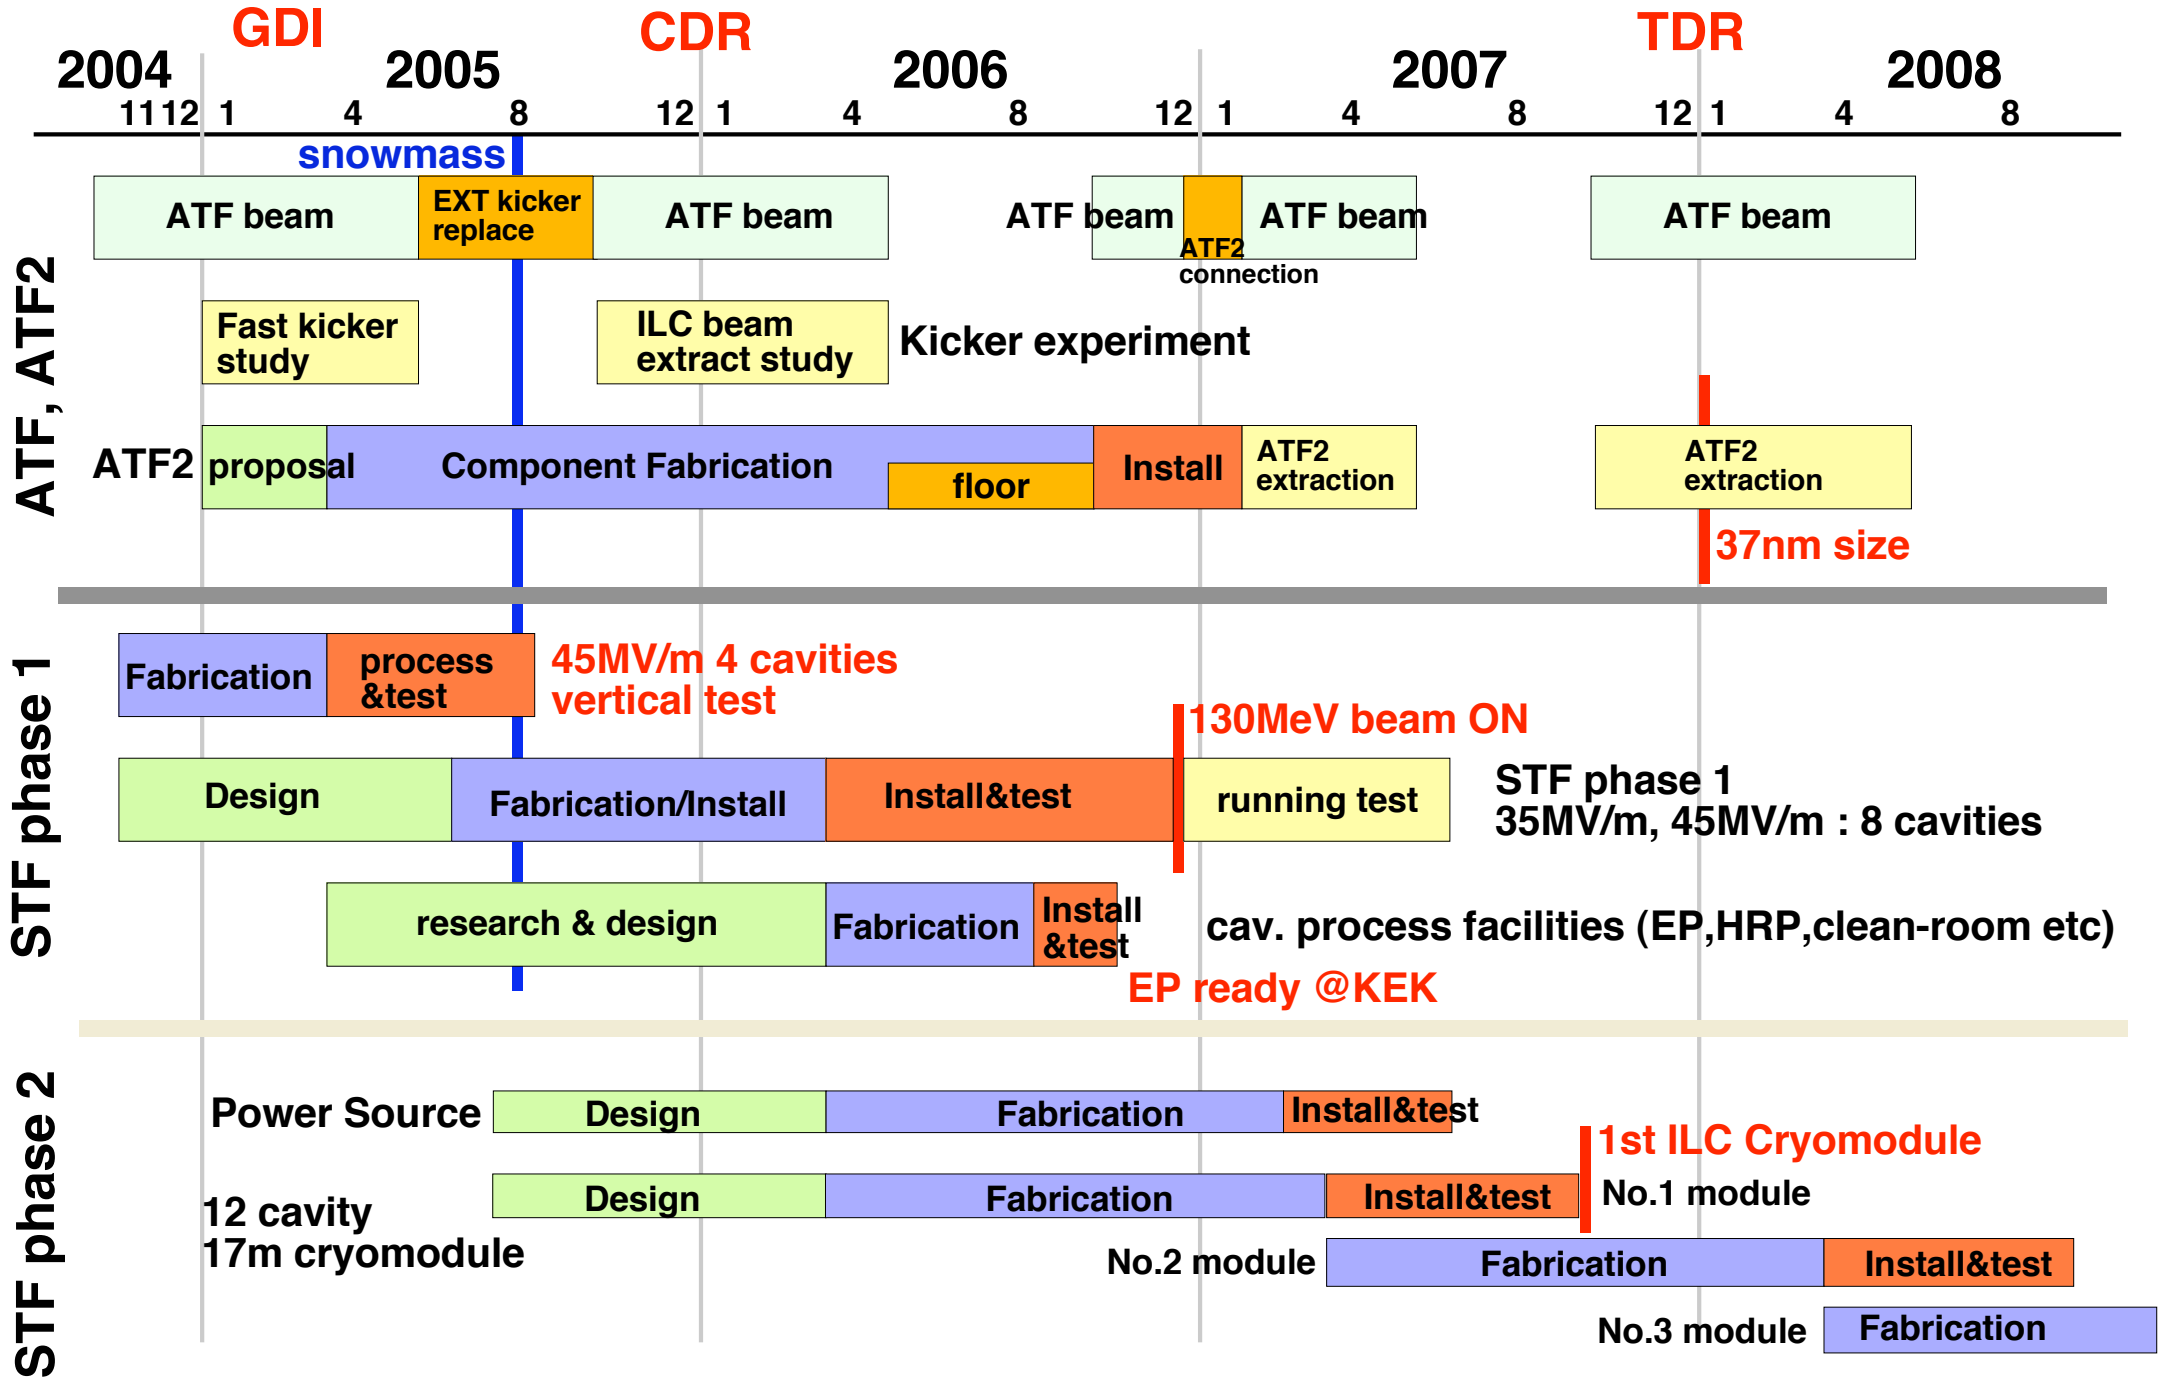 GDI CDR TDR
2004 2005 2006 2007 2008
11 12 1 4 8 12 1 4 8 12 1 4 8 12 1 4 8
snowmass
ATF, ATF2
ATF beam
EXT kicker
replace
ATF beam
ATF beam
ATF2
connection
ATF beam
ATF beam
Fast kicker
study
ILC beam
extract study
Kicker experiment
ATF2
proposal
Component Fabrication
floor
Install
ATF2
extraction
ATF2
extraction
37nm size
STF phase 1
Fabrication
process
&test
45MV/m 4 cavities
vertical test
130MeV beam ON
Design
Fabrication/Install
Install&test
running test
STF phase 1
35MV/m, 45MV/m : 8 cavities
research & design
Fabrication
Install
&test
cav. process facilities (EP,HRP,clean-room etc)
EP ready @KEK
STF phase 2
Power Source
Design
Fabrication
Install&test
1st ILC Cryomodule
12 cavity
17m cryomodule
Design
Fabrication
Install&test
No.1 module
No.2 module
Fabrication
Install&test
No.3 module
Fabrication